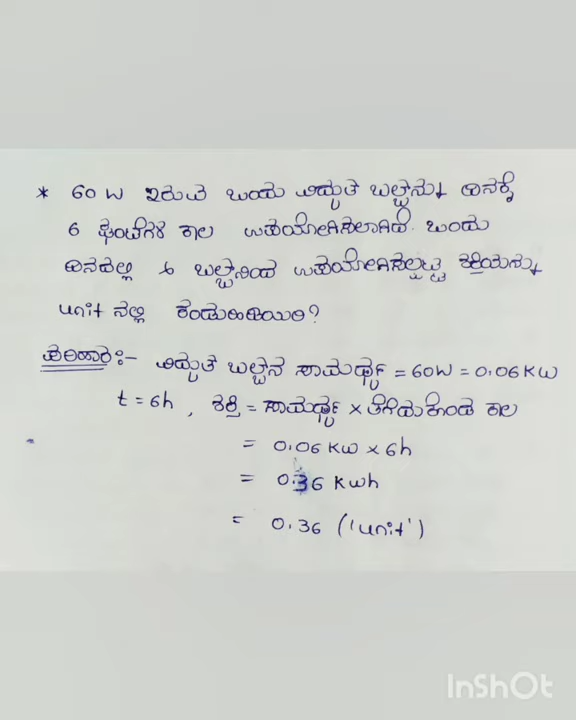 * 60 W ಇರುವ ಒಂದು ವಿದ್ಯುತ ಬಲ್ಬನ್ನು ದಿನಕ್ಕೆ
6 ಘಂಟೆಗಳ ಕಾಲ ಉಪಯೋಗಿಸಲಾಗಿದೆ. ಒಂದು
ದಿನದಲ್ಲಿ ಬಲ್ಬನಿಂದ ಉಪಯೋಗಿಸಲ್ಪಟ್ಟ ಶಕ್ತಿಯನ್ನು
unit ನಲ್ಲಿ ಕಂಡುಹಿಡಿಯಿರಿ?
ಪರಿಹಾರ:- ವಿದ್ಯುತ ಬಲ್ಬನ ಸಾಮರ್ಥ್ಯ = 60W = 0.06 KW
t = 6h , ಶಕ್ತಿ = ಸಾಮರ್ಥ್ಯ × ತೆಗೆದುಕೊಂಡ ಕಾಲ
= 0.06 KW × 6h
= 0.36 Kwh
= 0.36 ('unit')
InShOt